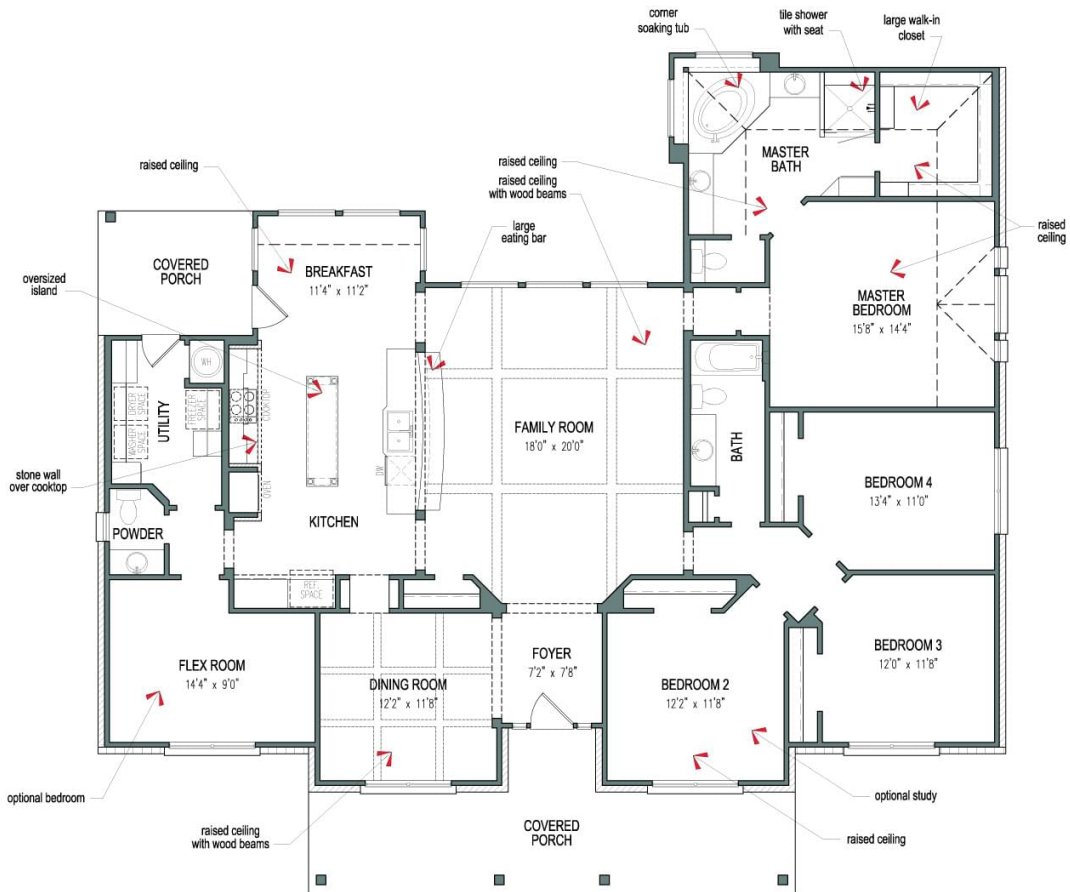 corner
soaking tub
tile shower
with seat
large walk-in
closet
raised ceiling
raised ceiling
raised ceiling
with wood beams
MASTER
BATH
large
eating bar
raised
ceiling
COVERED
PORCH
oversized
island
BREAKFAST
11'4" x 11'2"
MASTER
BEDROOM
15'8" x 14'4"
WH
DRYER
SPACE
WASHER
SPACE
UTILITY
FREEZER
SPACE
COOKTOP
FAMILY ROOM
18'0" x 20'0"
BATH
stone wall
over cooktop
OVEN
DW
BEDROOM 4
13'4" x 11'0"
POWDER
KITCHEN
REF.
SPACE
FLEX ROOM
14'4" x 9'0"
DINING ROOM
12'2" x 11'8"
FOYER
7'2" x 7'8"
BEDROOM 2
12'2" x 11'8"
BEDROOM 3
12'0" x 11'8"
optional bedroom
raised ceiling
with wood beams
COVERED
PORCH
optional study
raised ceiling